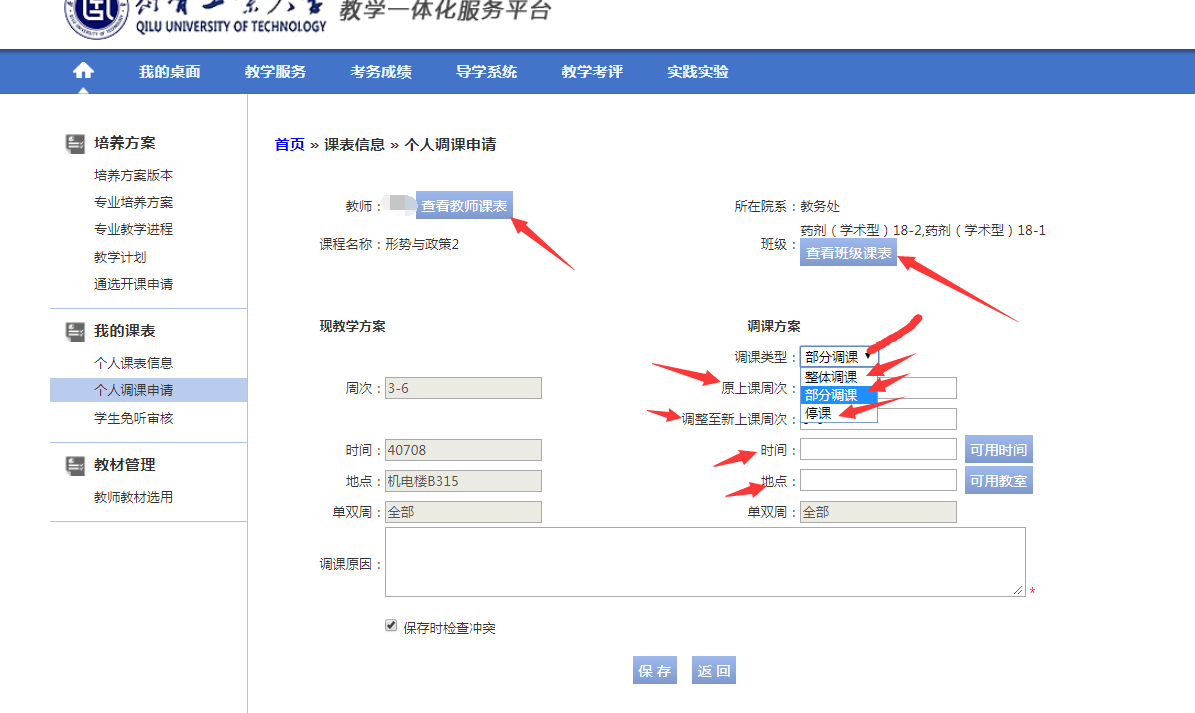 教学一体化服务平台
QILU UNIVERSITY OF TECHNOLOGY
我的桌面 教学服务 考务成绩 导学系统 教学考评 实践实验
培养方案
培养方案版本
专业培养方案
专业教学进程
教学计划
通选开课申请
我的课表
个人课表信息
个人调课申请
学生免听审核
教材管理
教师教材选用
首页 » 课表信息 » 个人调课申请
教师： 查看教师课表
所在院系：教务处
课程名称：形势与政策2
班级：药剂（学术型）18-2,药剂（学术型）18-1
查看班级课表
现教学方案
调课方案
调课类型：部分调课
整体调课
部分调课
停课
周次：3-6
原上课周次：
调整至新上课周次：
时间：40708
时间： 可用时间
地点：机电楼B315
地点： 可用教室
单双周：全部
单双周：全部
调课原因： *
保存时检查冲突
保 存 返 回